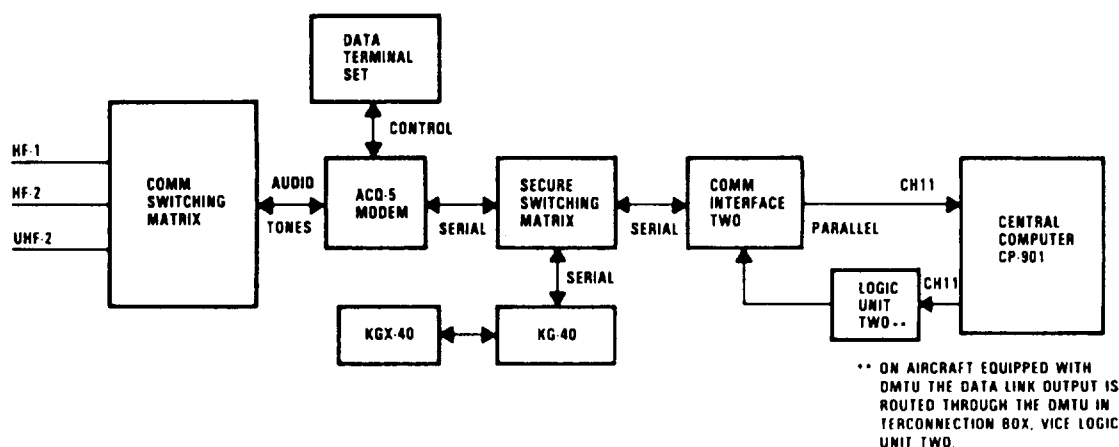 DATA
TERMINAL
SET
CONTROL
HF-1
HF-2
UHF-2
COMM
SWITCHING
MATRIX
AUDIO
TONES
ACQ-5
MODEM
SERIAL
SECURE
SWITCHING
MATRIX
SERIAL
COMM
INTERFACE
TWO
CH11
PARALLEL
CENTRAL
COMPUTER
CP-901
SERIAL
KGX-40
KG-40
LOGIC
UNIT
TWO**
CH11
** ON AIRCRAFT EQUIPPED WITH
DMTU THE DATA LINK OUTPUT IS
ROUTED THROUGH THE DMTU IN
TERCONNECTION BOX, VICE LOGIC
UNIT TWO.